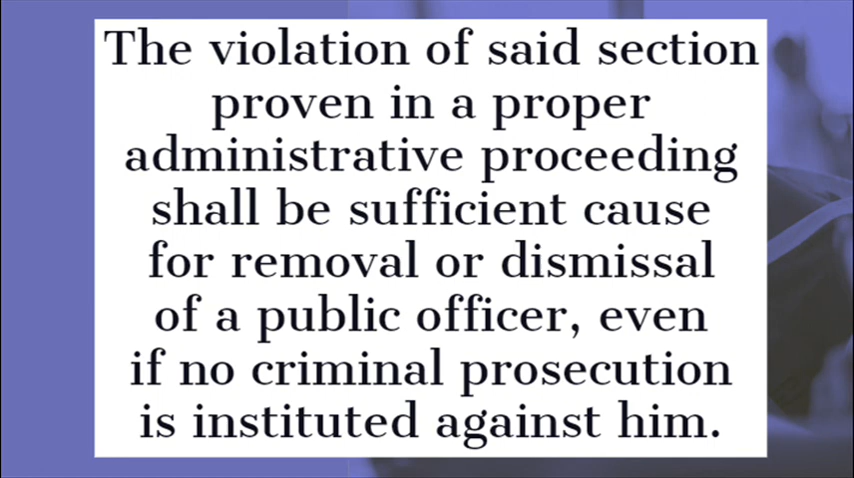 The violation of said section
proven in a proper
administrative proceeding
shall be sufficient cause
for removal or dismissal
of a public officer, even
if no criminal prosecution
is instituted against him.